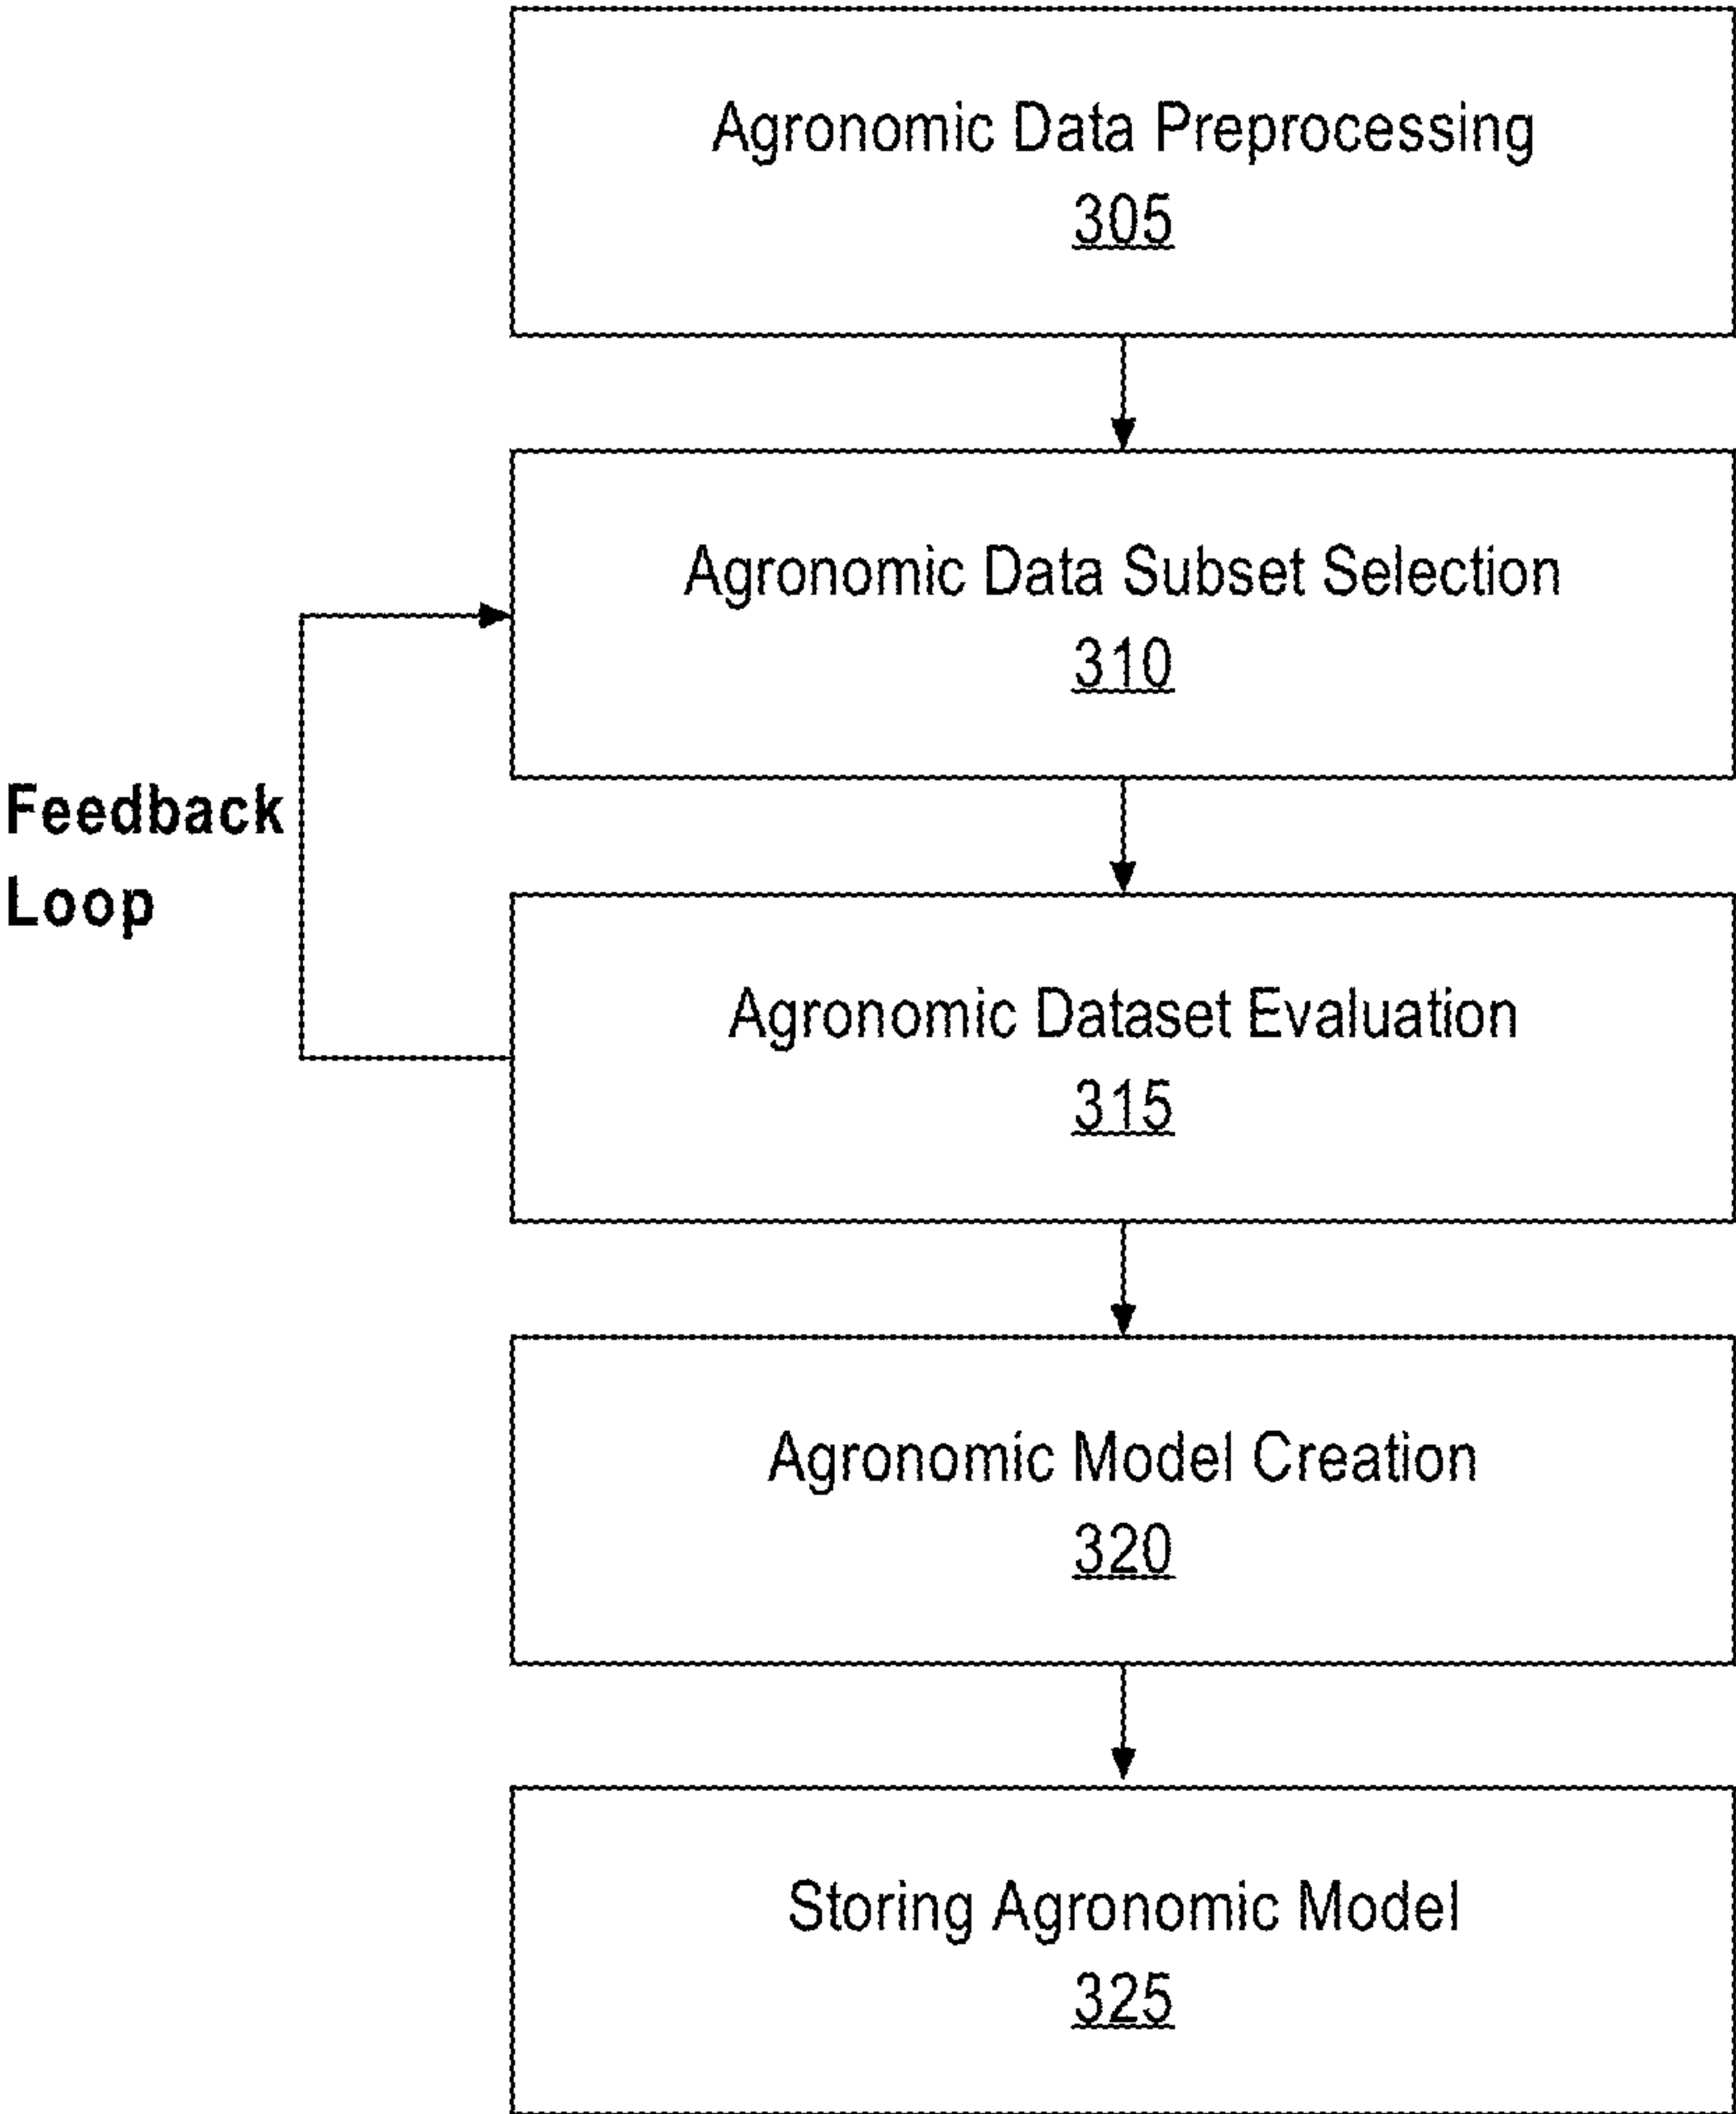 Agronomic Data Preprocessing
305
Agronomic Data Subset Selection
310
Feedback
Loop
Agronomic Dataset Evaluation
315
Agronomic Model Creation
320
Storing Agronomic Model
325